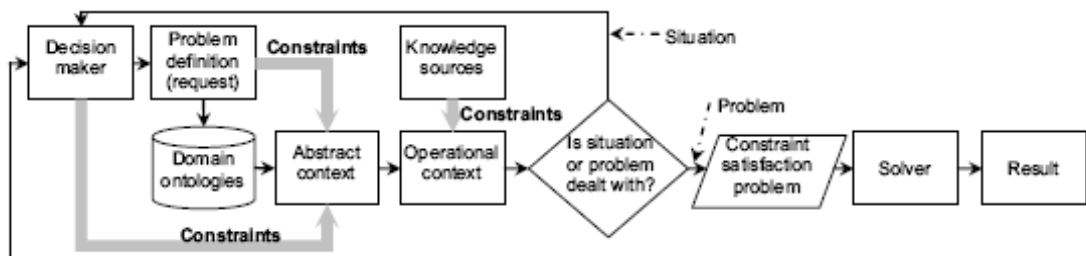 Decision
maker
Problem
definition
(request)
Constraints
Knowledge
sources
Situation
Constraints
Problem
Domain
ontologies
Abstract
context
Operational
context
Is situation
or problem
dealt with?
Constraint
satisfaction
problem
Solver
Result
Constraints